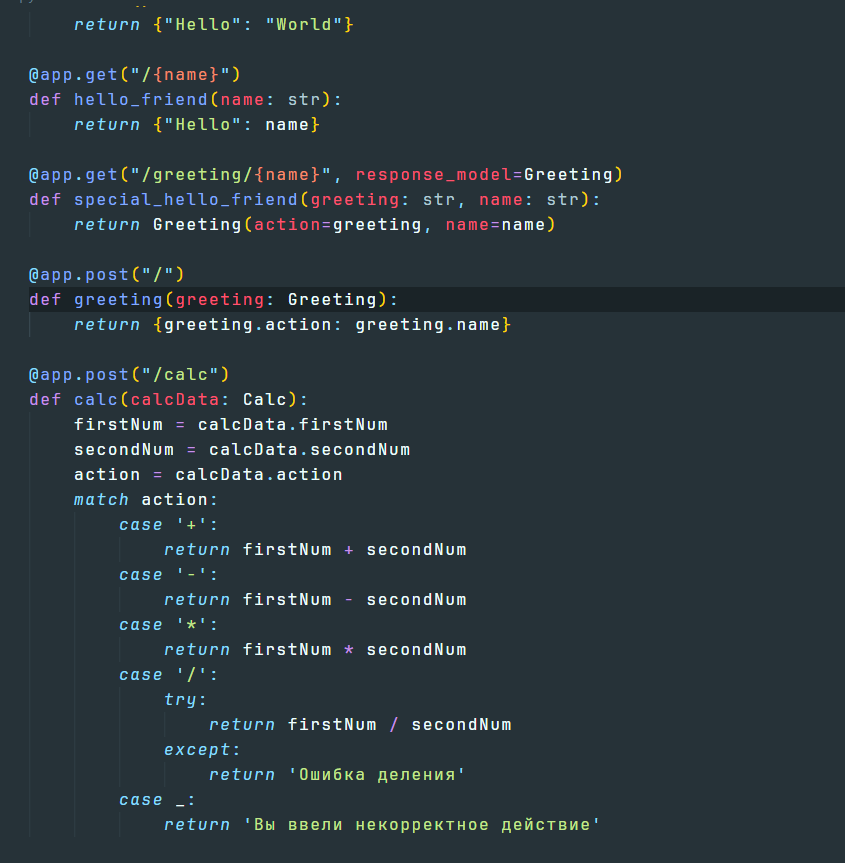 return {"Hello": "World"}

@app.get("/{name}")
def hello_friend(name: str):
    return {"Hello": name}

@app.get("/greeting/{name}", response_model=Greeting)
def special_hello_friend(greeting: str, name: str):
    return Greeting(action=greeting, name=name)

@app.post("/")
def greeting(greeting: Greeting):
    return {greeting.action: greeting.name}

@app.post("/calc")
def calc(calcData: Calc):
    firstNum = calcData.firstNum
    secondNum = calcData.secondNum
    action = calcData.action
    match action:
        case '+':
            return firstNum + secondNum
        case '-':
            return firstNum - secondNum
        case '*':
            return firstNum * secondNum
        case '/':
            try:
                return firstNum / secondNum
            except:
                return 'Ошибка деления'
        case _:
            return 'Вы ввели некорректное действие'